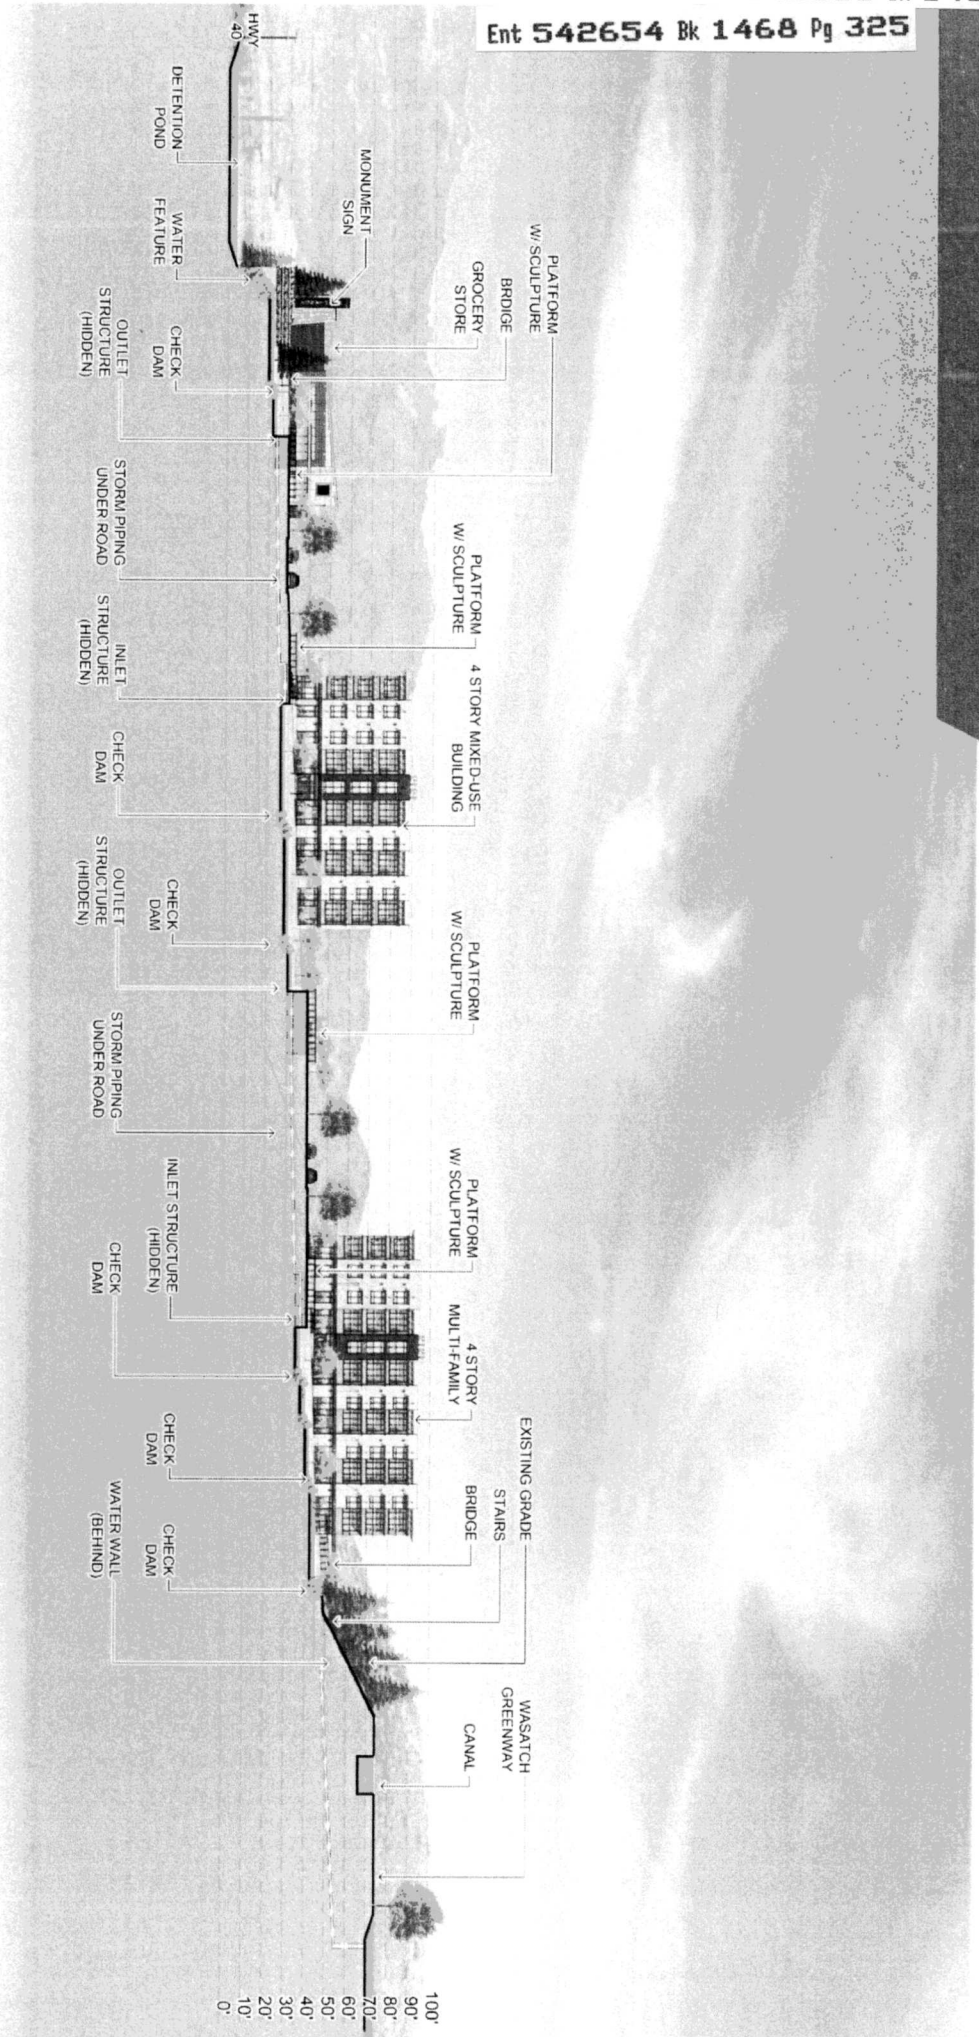 Ent 542654 Bk 1468 Pg 325
HWY
40
DETENTION
POND
WATER
FEATURE
MONUMENT
SIGN
PLATFORM
W/ SCULPTURE
BRDIGE
GROCERY
STORE
CHECK
DAM
OUTLET
STRUCTURE
(HIDDEN)
STORM PIPING
UNDER ROAD
INLET
STRUCTURE
(HIDDEN)
PLATFORM
W/ SCULPTURE
4 STORY MIXED-USE
BUILDING
CHECK
DAM
CHECK
DAM
OUTLET
STRUCTURE
(HIDDEN)
PLATFORM
W/ SCULPTURE
STORM PIPING
UNDER ROAD
PLATFORM
W/ SCULPTURE
INLET STRUCTURE
(HIDDEN)
4 STORY
MULTI-FAMILY
CHECK
DAM
CHECK
DAM
EXISTING GRADE
STAIRS
BRIDGE
CHECK
DAM
WATER WALL
(BEHIND)
WASATCH
GREENWAY
CANAL
100'
90'
80'
70'
60'
50'
40'
30'
20'
10'
0'